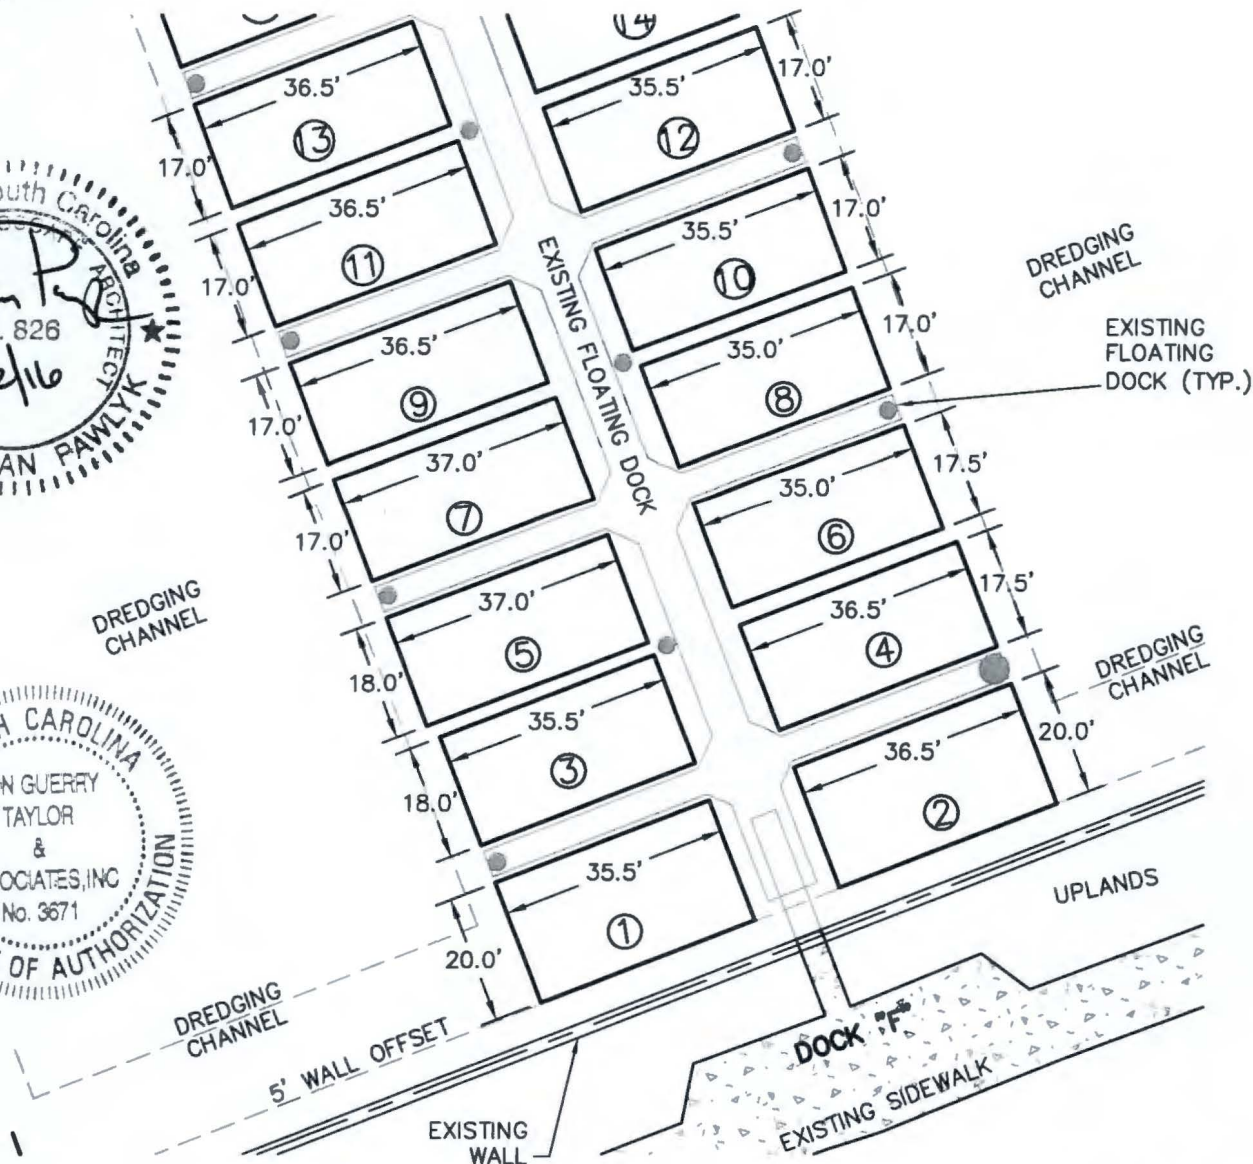 14
36.5'
35.5'
17.0'
13
12
17.0'
36.5'
35.5'
17.0'
11
10
17.0'
DREDGING
CHANNEL
EXISTING FLOATING DOCK
EXISTING
FLOATING
DOCK (TYP.)
36.5'
35.0'
17.0'
9
8
17.0'
37.0'
35.0'
17.5'
7
6
17.0'
37.0'
36.5'
17.5'
5
4
18.0'
DREDGING
CHANNEL
DREDGING
CHANNEL
35.5'
36.5'
20.0'
3
2
18.0'
35.5'
1
20.0'
UPLANDS
DREDGING
CHANNEL
5' WALL OFFSET
DOCK "F"
EXISTING SIDEWALK
EXISTING
WALL
Carolina
ARCHITECT
826
/16
PAWLYK
CAROLINA
GUERRY
TAYLOR
&
INC
No. 3671
OF AUTHORIZATION